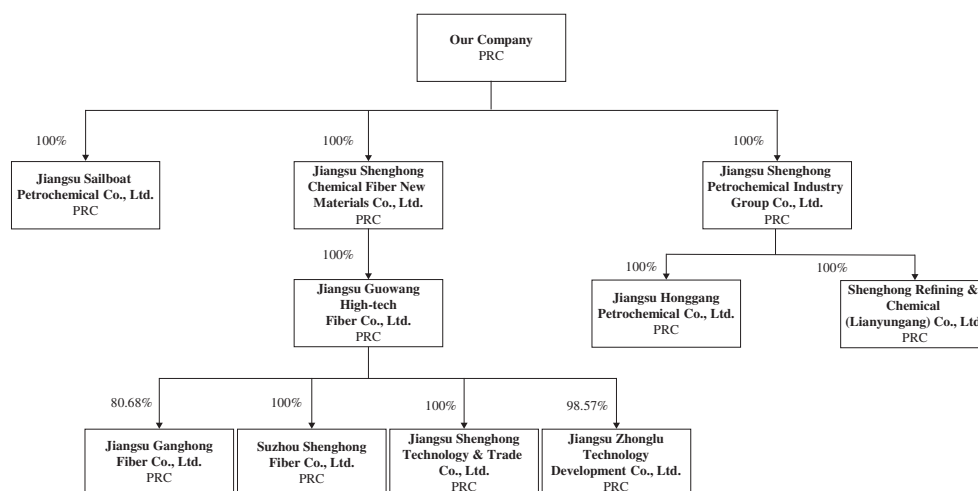 Our Company
PRC
100%
100%
100%
Jiangsu Sailboat
Petrochemical Co., Ltd.
PRC
Jiangsu Shenghong
Chemical Fiber New
Materials Co., Ltd.
PRC
Jiangsu Shenghong
Petrochemical Industry
Group Co., Ltd.
PRC
100%
100%
100%
Jiangsu Guowang
High-tech
Fiber Co., Ltd.
PRC
Jiangsu Honggang
Petrochemical Co., Ltd.
PRC
Shenghong Refining &
Chemical
(Lianyungang) Co., Ltd
PRC
80.68%
100%
100%
98.57%
Jiangsu Ganghong
Fiber Co., Ltd.
PRC
Suzhou Shenghong
Fiber Co., Ltd.
PRC
Jiangsu Shenghong
Technology & Trade
Co., Ltd.
PRC
Jiangsu Zhonglu
Technology
Development Co., Ltd.
PRC